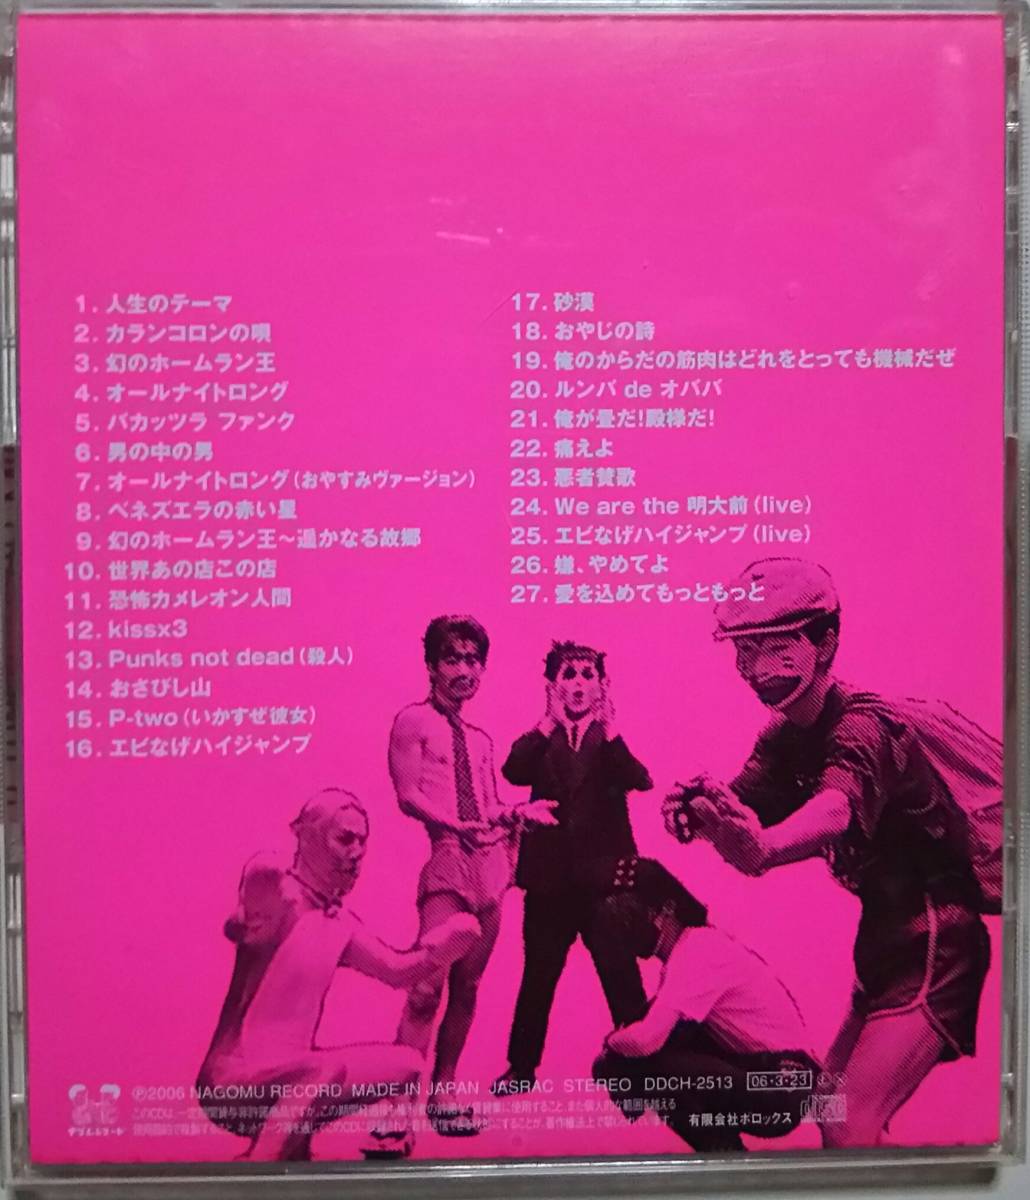 1. 人生のテーマ
2. カランコロンの唄
3. 幻のホームラン王
4. オールナイトロング
5. バカッツラ ファンク
6. 男の中の男
7. オールナイトロング(おやすみヴァージョン)
8. ベネズエラの赤い星
9. 幻のホームラン王〜遥かなる故郷
10. 世界あの店この店
11. 恐怖カメレオン人間
12. kissx3
13. Punks not dead(殺人)
14. おさびし山
15. P-two(いかすぜ彼女)
16. エビなげハイジャンプ
17. 砂漠
18. おやじの詩
19. 俺のからだの筋肉はどれをとっても機械だぜ
20. ルンバ de オババ
21. 俺が畳だ!殿様だ!
22. 痛えよ
23. 悪者賛歌
24. We are the 明大前(live)
25. エビなげハイジャンプ(live)
26. 嫌、やめてよ
27. 愛を込めてもっともっと
ナゴムレコード
℗2006 NAGOMU RECORD MADE IN JAPAN JASRAC STEREO DDCH-2513 06・3・23
有限会社ボロックス